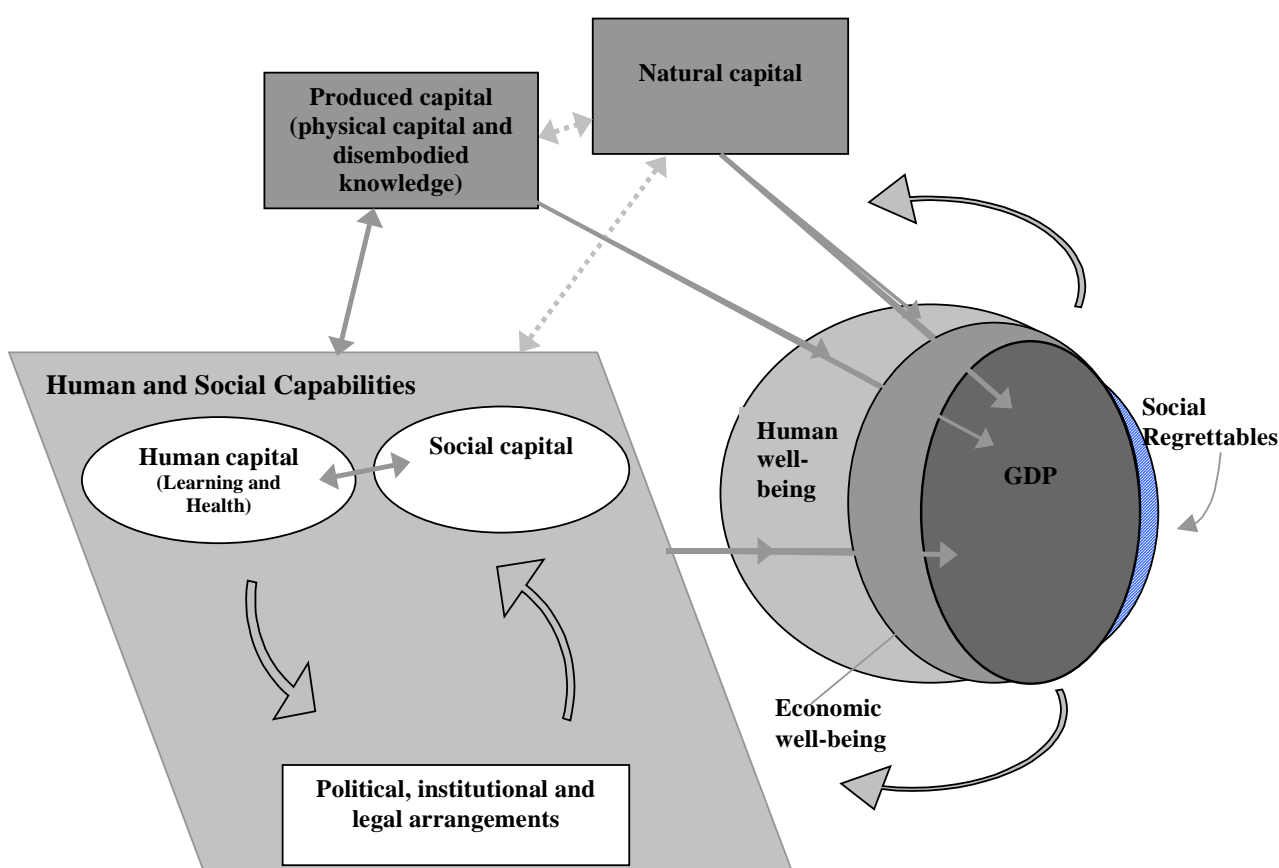 Natural capital
Produced capital
(physical capital and
disembodied
knowledge)
Human and Social Capabilities
Human capital
(Learning and
Health)
Social capital
Human
well-
being
GDP
Social
Regrettables
Economic
well-being
Political, institutional and
legal arrangements